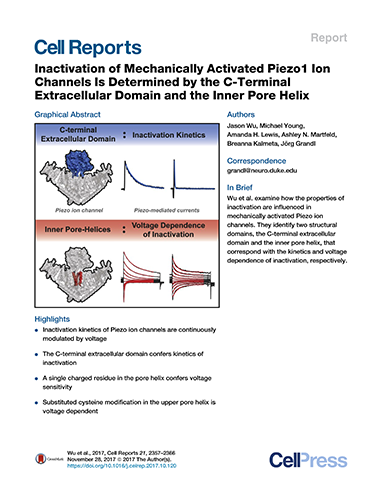 Report
Cell Reports
Inactivation of Mechanically Activated Piezo1 Ion
Channels Is Determined by the C-Terminal
Extracellular Domain and the Inner Pore Helix
Graphical Abstract
C-terminal
Extracellular Domain : Inactivation Kinetics
Piezo ion channel
Piezo-mediated currents
Inner Pore-Helices : Voltage Dependence
of Inactivation
Highlights
Inactivation kinetics of Piezo ion channels are continuously
modulated by voltage
The C-terminal extracellular domain confers kinetics of
inactivation
A single charged residue in the pore helix confers voltage
sensitivity
Substituted cysteine modification in the upper pore helix is
voltage dependent
Authors
Jason Wu, Michael Young,
Amanda H. Lewis, Ashley N. Martfeld,
Breanna Kalmeta, Jörg Grandl
Correspondence
grandl@neuro.duke.edu
In Brief
Wu et al. examine how the properties of
inactivation are influenced in
mechanically activated Piezo ion
channels. They identify two structural
domains, the C-terminal extracellular
domain and the inner pore helix, that
correspond with the kinetics and voltage
dependence of inactivation, respectively.
Wu et al., 2017, Cell Reports 21, 2357–2366
November 28, 2017 © 2017 The Author(s).
https://doi.org/10.1016/j.celrep.2017.10.120
CellPress